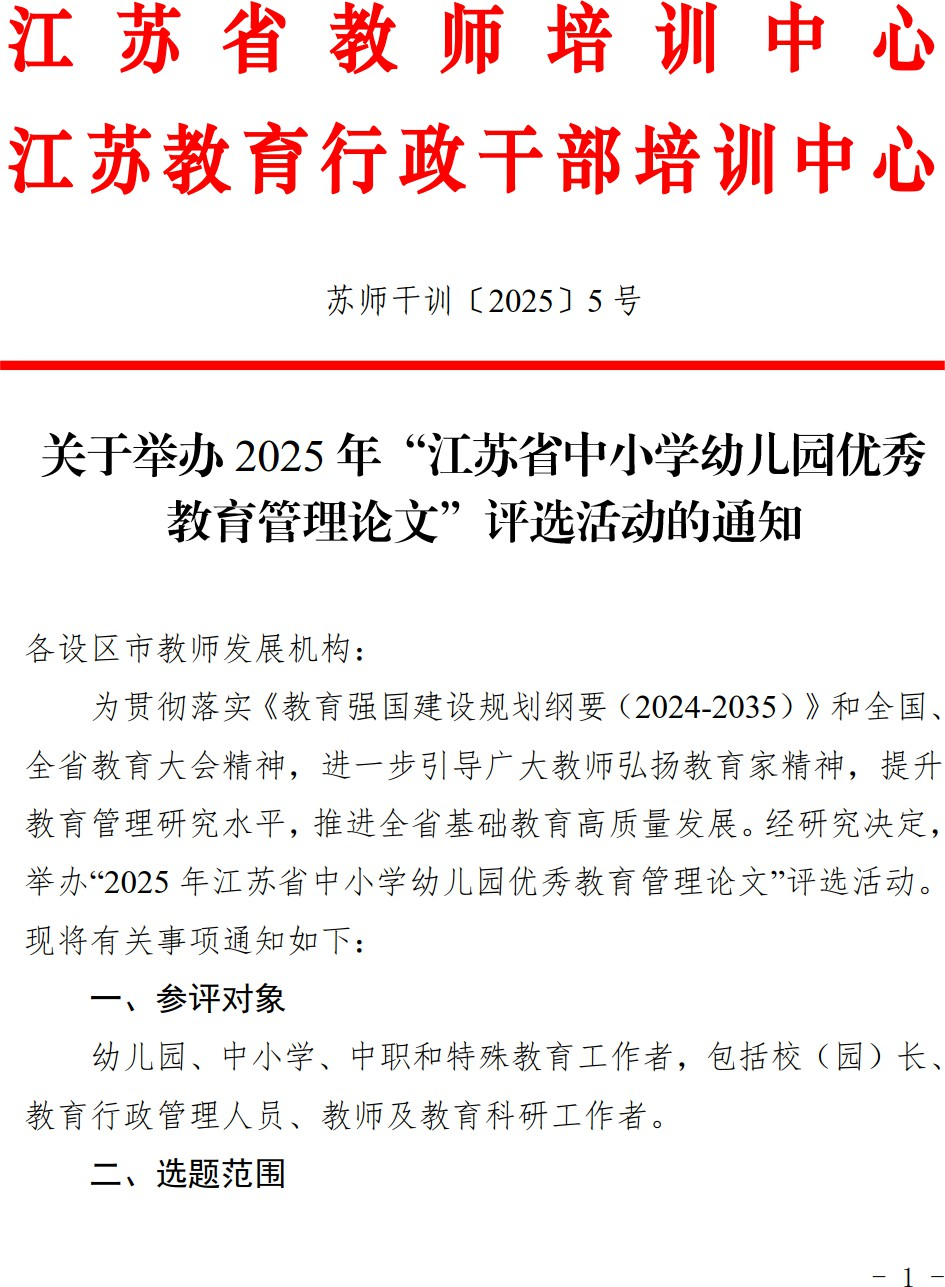 江苏省教师培训中心
江苏教育行政干部培训中心
苏师干训〔2025〕5 号
关于举办 2025 年“江苏省中小学幼儿园优秀
教育管理论文”评选活动的通知
各设区市教师发展机构：
为贯彻落实《教育强国建设规划纲要（2024-2035）》和全国、
全省教育大会精神，进一步引导广大教师弘扬教育家精神，提升
教育管理研究水平，推进全省基础教育高质量发展。经研究决定，
举办“2025 年江苏省中小学幼儿园优秀教育管理论文”评选活动。
现将有关事项通知如下：
一、参评对象
幼儿园、中小学、中职和特殊教育工作者，包括校（园）长、
教育行政管理人员、教师及教育科研工作者。
二、选题范围
- 1 -